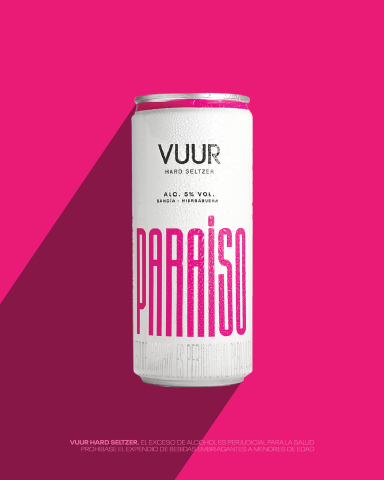 VUUR
HARD SELTZER
ALC. 5% VOL.
SANDÍA - HIERBABUENA
PARAÍSO
VUUR HARD SELTZER. EL EXCESO DE ALCOHOL ES PERJUDICIAL PARA LA SALUD
PROHÍBASE EL EXPENDIO DE BEBIDAS EMBRIAGANTES A MENORES DE EDAD